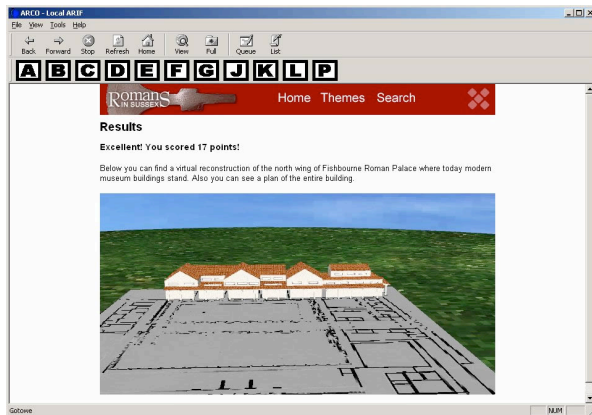 ARCO - Local ARIF
File View Tools Help
Back Forward Stop Refresh Home View Full Queue List
A B C D E F G J K L P
ROMANS IN SUSSEX Home Themes Search
Results
Excellent! You scored 17 points!
Below you can find a virtual reconstruction of the north wing of Fishbourne Roman Palace where today modern
museum buildings stand. Also you can see a plan of the entire building.
Gotowe NUM